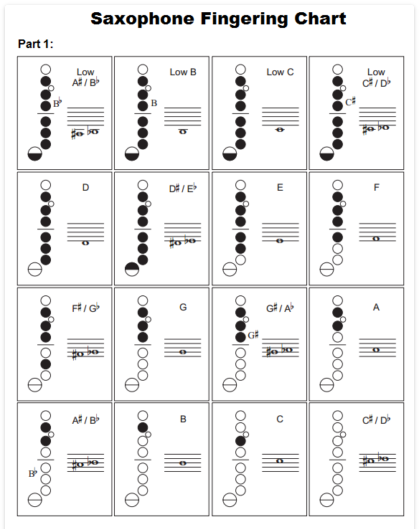 Saxophone Fingering Chart
Part 1:
Low
A♯/B♭
B♭
Low B
B
Low C
Low
C♯/D♭
C♯
D
D♯/E♭
E
F
F♯/G♭
G
G♯/A♭
G♯
A
A♯/B♭
B♭
B
C
C♯/D♭